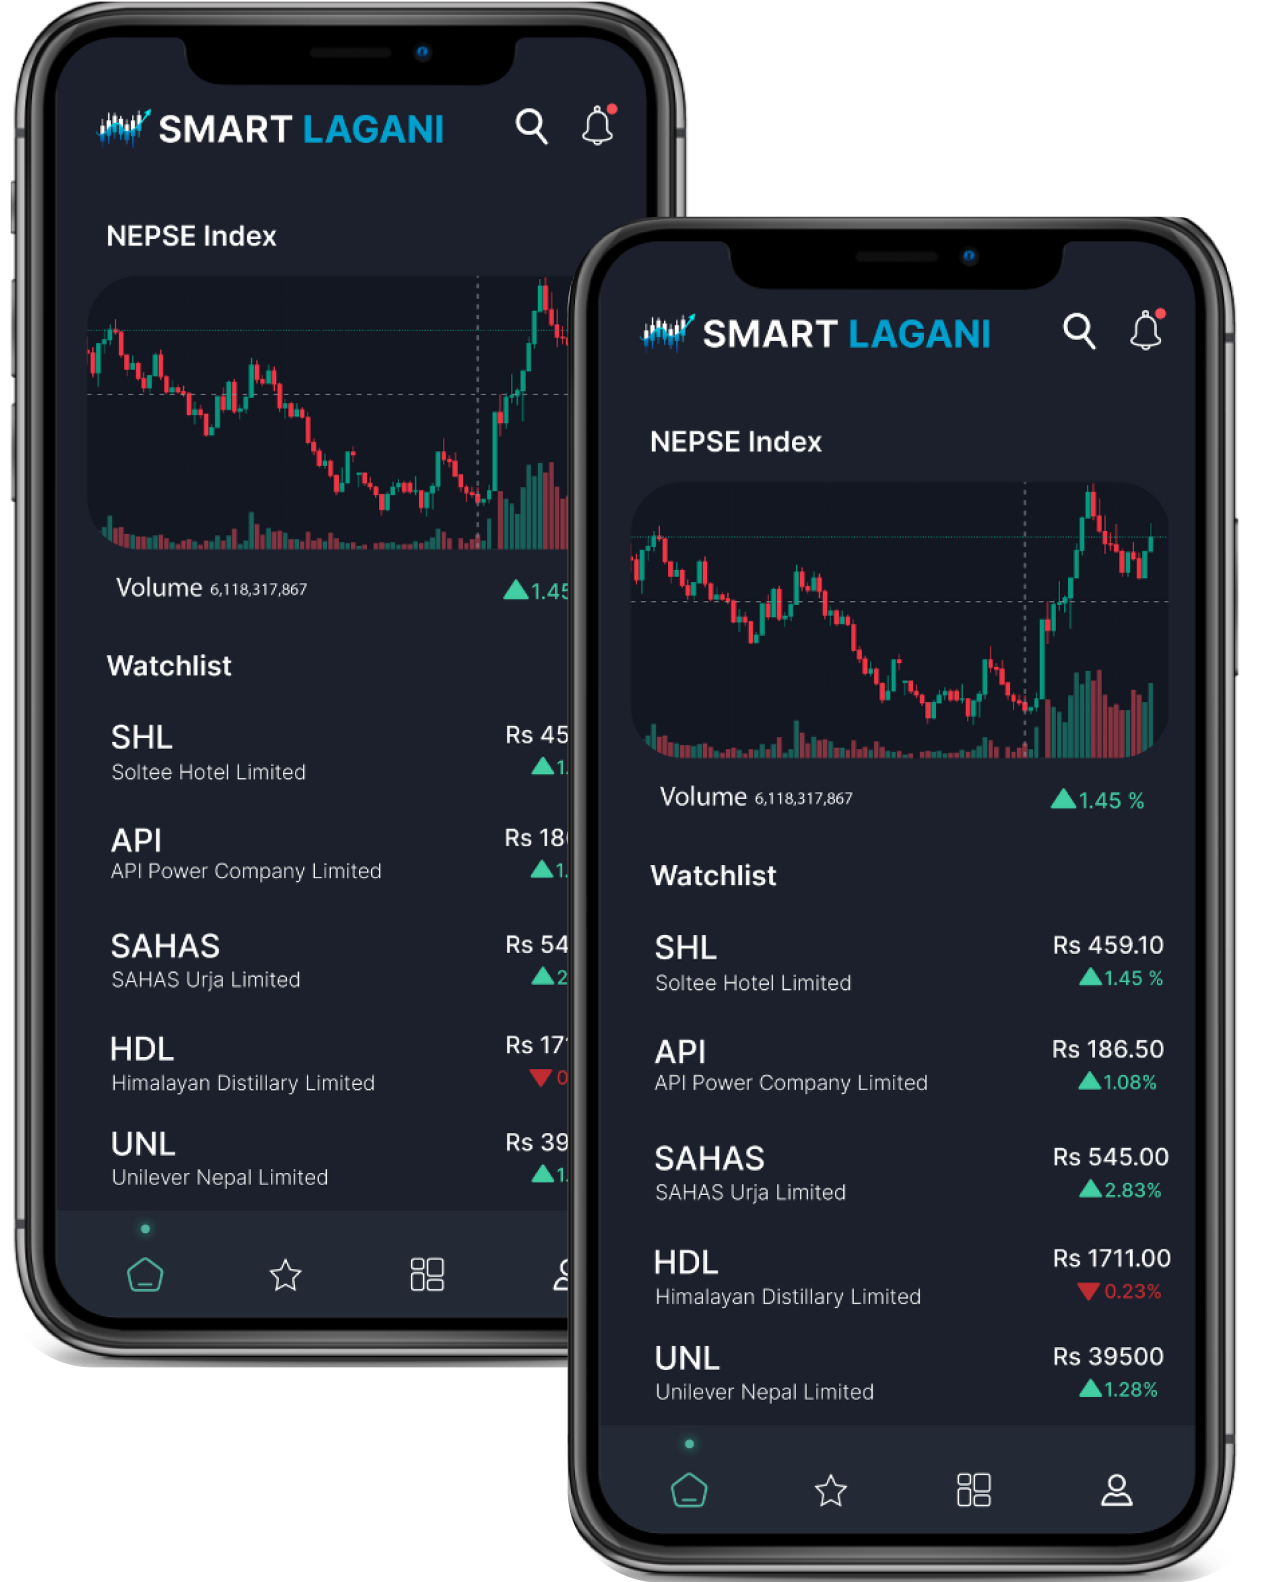 SMART LAGANI
NEPSE Index
Volume 6,118,317,867 1.45
Watchlist
SHL Rs 45
Soltee Hotel Limited 1.
API Rs 18
API Power Company Limited 1.
SAHAS Rs 54
SAHAS Urja Limited 2
HDL Rs 17
Himalayan Distillary Limited 0
UNL Rs 39
Unilever Nepal Limited 1.
SMART LAGANI
NEPSE Index
Volume 6,118,317,867 1.45 %
Watchlist
SHL Rs 459.10
Soltee Hotel Limited 1.45 %
API Rs 186.50
API Power Company Limited 1.08%
SAHAS Rs 545.00
SAHAS Urja Limited 2.83%
HDL Rs 1711.00
Himalayan Distillary Limited 0.23%
UNL Rs 39500
Unilever Nepal Limited 1.28%